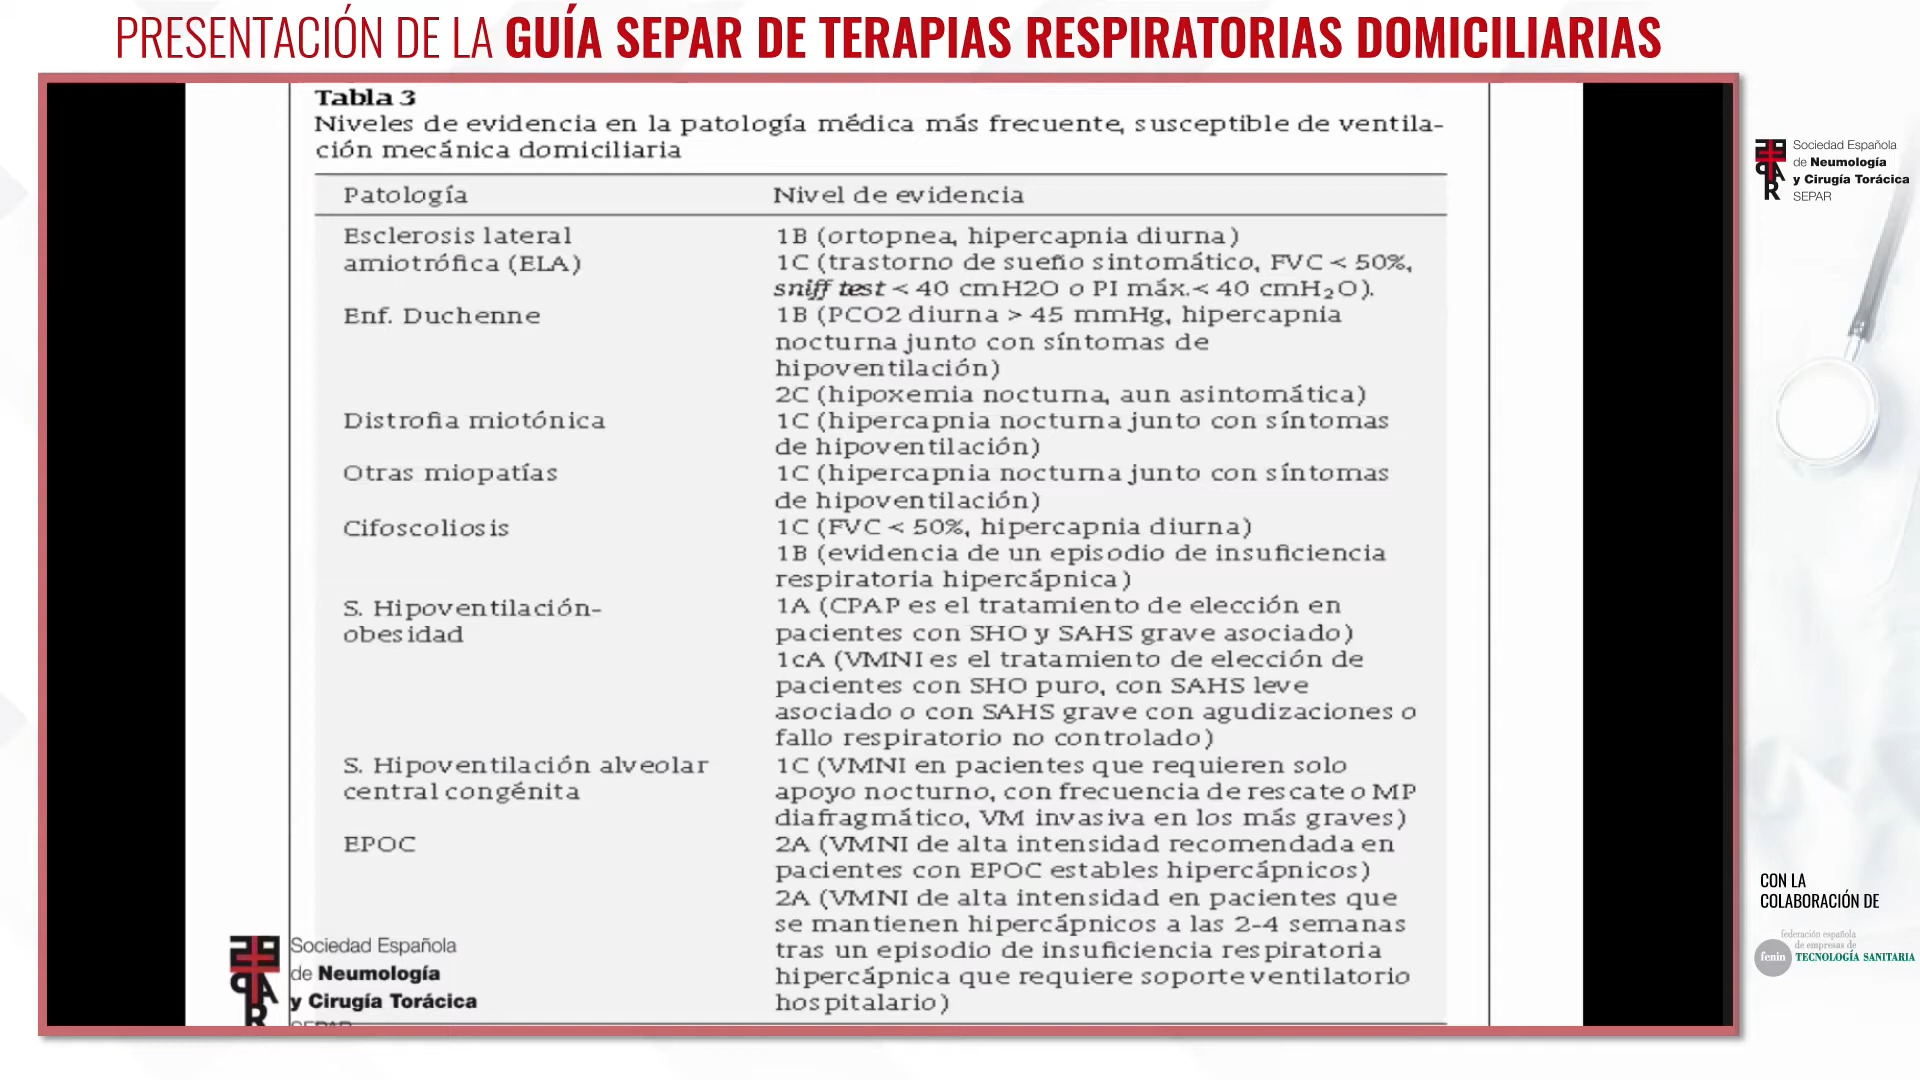 PRESENTACIÓN DE LA GUÍA SEPAR DE TERAPIAS RESPIRATORIAS DOMICILIARIAS
Tabla 3
Niveles de evidencia en la patología médica más frecuente, susceptible de ventila-
ción mecánica domiciliaria
Patología Nivel de evidencia
Esclerosis lateral 1B (ortopnea, hipercapnia diurna)
amiotrófica (ELA) 1C (trastorno de sueño sintomático, FVC < 50%,
sniff test < 40 cmH2O o PI máx.< 40 cmH₂O).
Enf. Duchenne 1B (PCO2 diurna > 45 mmHg, hipercapnia
nocturna junto con síntomas de
hipoventilación)
2C (hipoxemia nocturna, aun asintomática)
Distrofia miotónica 1C (hipercapnia nocturna junto con síntomas
de hipoventilación)
Otras miopatías 1C (hipercapnia nocturna junto con síntomas
de hipoventilación)
Cifoscoliosis 1C (FVC < 50%, hipercapnia diurna)
1B (evidencia de un episodio de insuficiencia
respiratoria hipercápnica)
S. Hipoventilación- 1A (CPAP es el tratamiento de elección en
obesidad pacientes con SHO y SAHS grave asociado)
1cA (VMNI es el tratamiento de elección de
pacientes con SHO puro, con SAHS leve
asociado o con SAHS grave con agudizaciones o
fallo respiratorio no controlado)
S. Hipoventilación alveolar 1C (VMNI en pacientes que requieren solo
central congénita apoyo nocturno, con frecuencia de rescate o MP
diafragmático, VM invasiva en los más graves)
EPOC 2A (VMNI de alta intensidad recomendada en
pacientes con EPOC estables hipercápnicos)
2A (VMNI de alta intensidad en pacientes que
se mantienen hipercápnicos a las 2-4 semanas
tras un episodio de insuficiencia respiratoria
hipercápnica que requiere soporte ventilatorio
hospitalario)
Sociedad Española
de Neumología
y Cirugía Torácica
SEPAR
Sociedad Española
de Neumología
y Cirugía Torácica
SEPAR
CON LA
COLABORACIÓN DE
federación española
de empresas de
fenin TECNOLOGÍA SANITARIA